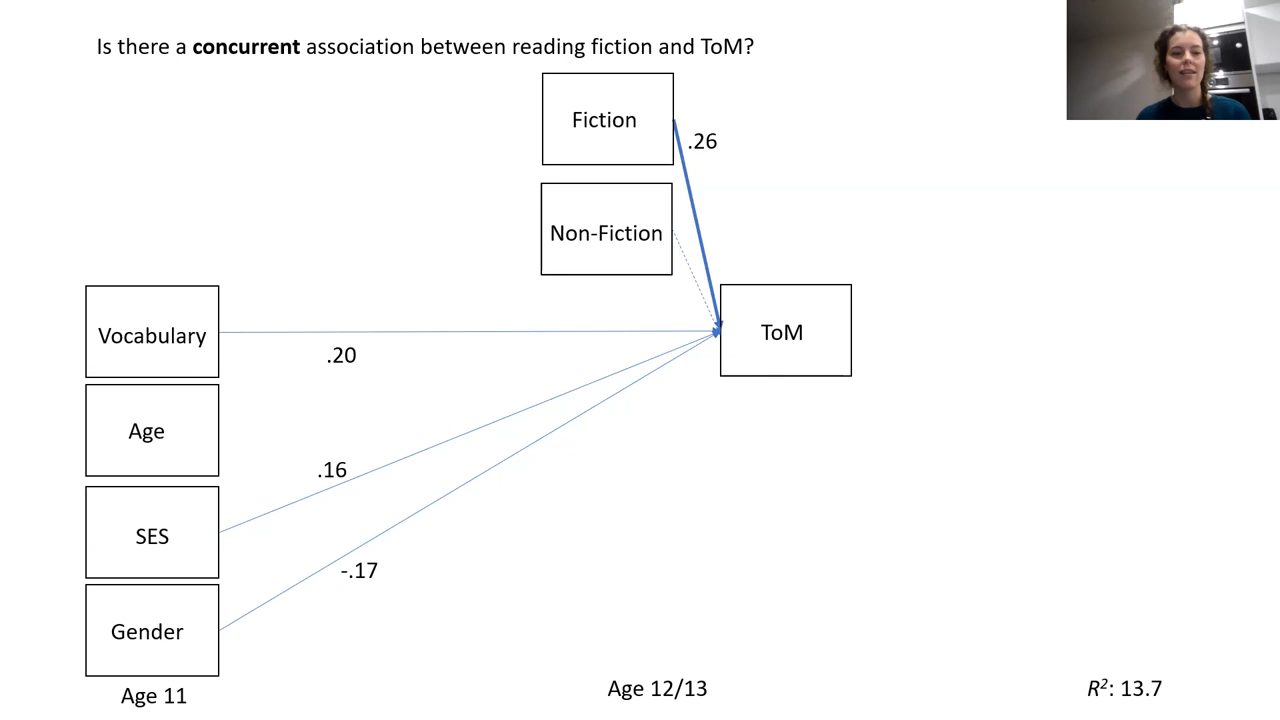 Is there a concurrent association between reading fiction and ToM?
Fiction
.26
Non-Fiction
Vocabulary
ToM
.20
Age
.16
SES
-.17
Gender
Age 11
Age 12/13
R²: 13.7